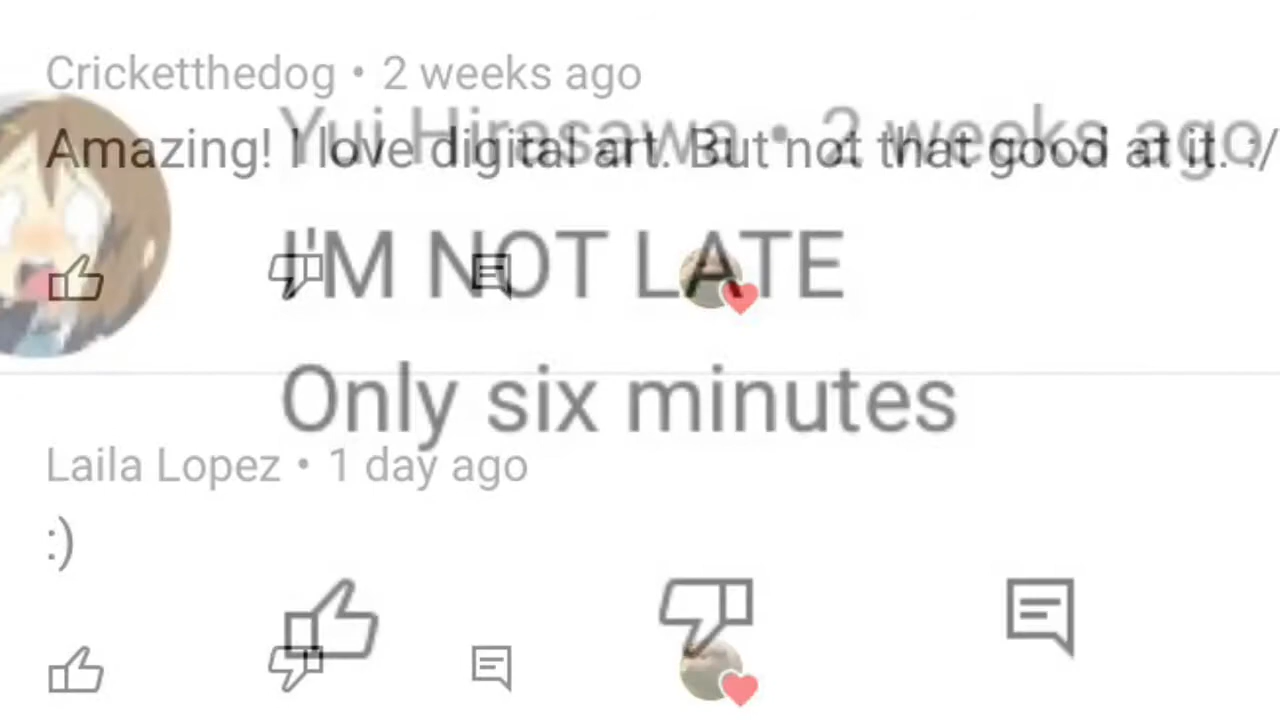 Cricketthedog • 2 weeks ago
Amazing! I love digital art. But not that good at it. :/
Yui Hirasawa • 2 weeks ago
I'M NOT LATE
Only six minutes
Laila Lopez • 1 day ago
:)